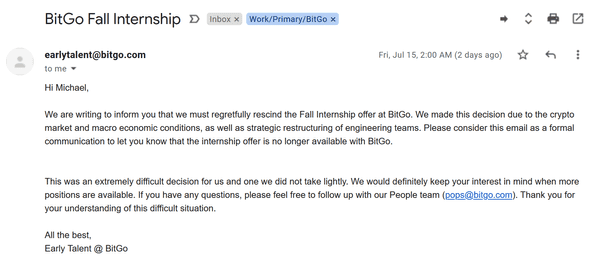 BitGo Fall Internship Inbox × Work/Primary/BitGo ×
earlytalent@bitgo.com Fri, Jul 15, 2:00 AM (2 days ago)
to me
Hi Michael,
We are writing to inform you that we must regretfully rescind the Fall Internship offer at BitGo. We made this decision due to the crypto
market and macro economic conditions, as well as strategic restructuring of engineering teams. Please consider this email as a formal
communication to let you know that the internship offer is no longer available with BitGo.
This was an extremely difficult decision for us and one we did not take lightly. We would definitely keep your interest in mind when more
positions are available. If you have any questions, please feel free to follow up with our People team (pops@bitgo.com). Thank you for
your understanding of this difficult situation.
All the best,
Early Talent @ BitGo